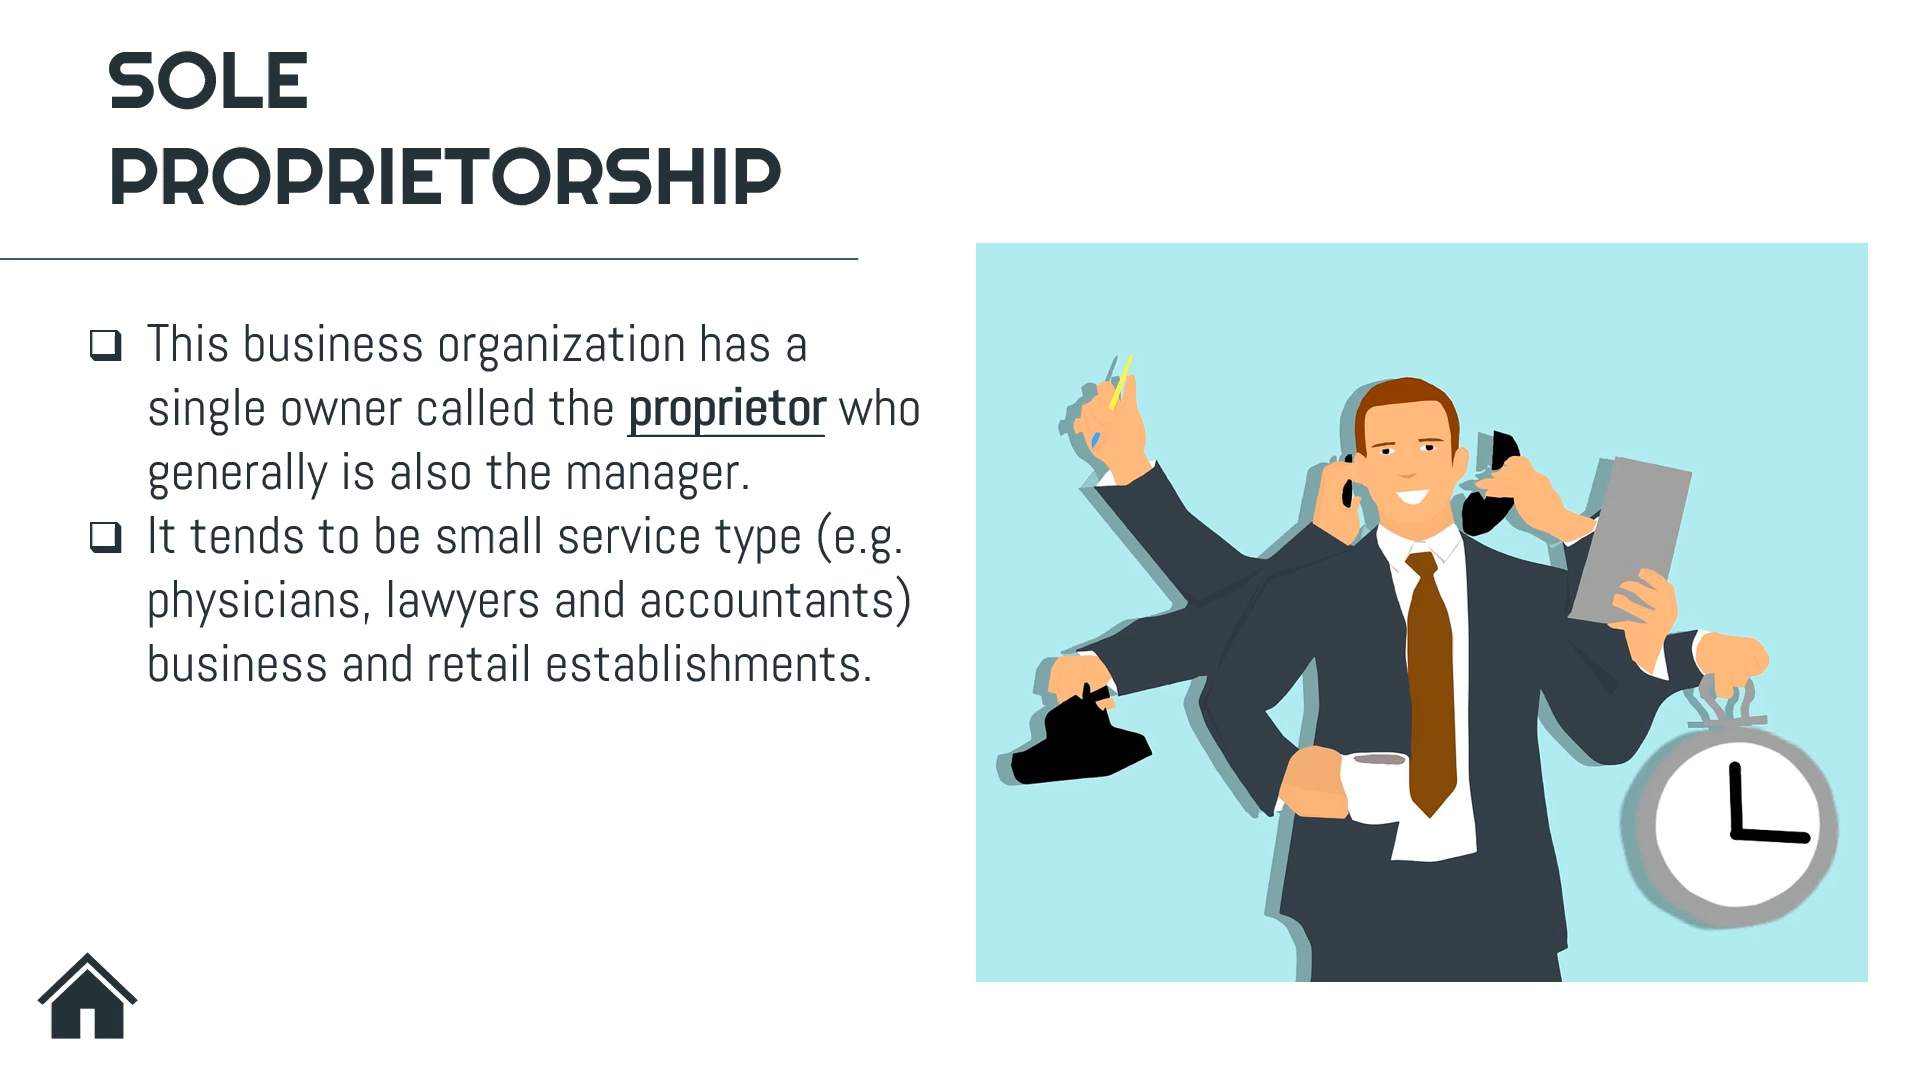 SOLE
PROPRIETORSHIP
This business organization has a
single owner called the proprietor who
generally is also the manager.
It tends to be small service type (e.g.
physicians, lawyers and accountants)
business and retail establishments.